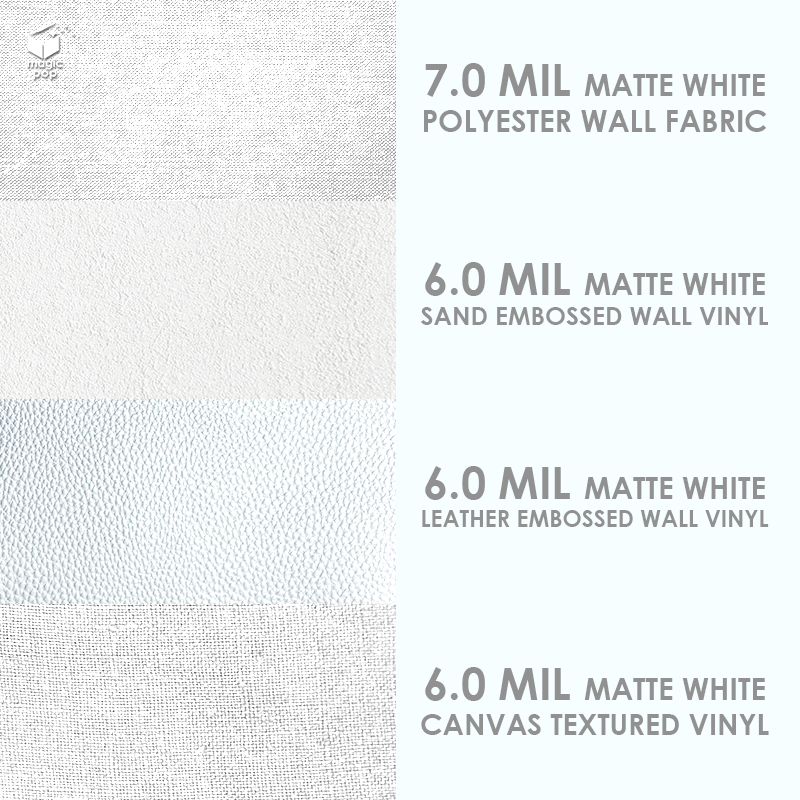 magic
pop
7.0 MIL MATTE WHITE
POLYESTER WALL FABRIC
6.0 MIL MATTE WHITE
SAND EMBOSSED WALL VINYL
6.0 MIL MATTE WHITE
LEATHER EMBOSSED WALL VINYL
6.0 MIL MATTE WHITE
CANVAS TEXTURED VINYL